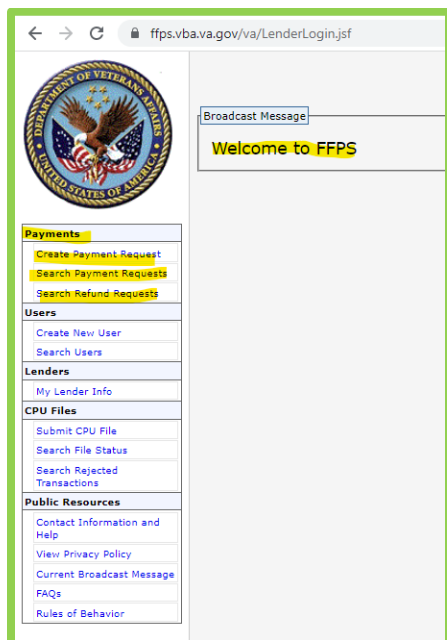 ffps.vba.va.gov/va/LenderLogin.jsf
DEPARTMENT OF VETERANS AFFAIRS
UNITED STATES OF AMERICA
Broadcast Message
Welcome to FFPS
Payments
Create Payment Request
Search Payment Requests
Search Refund Requests
Users
Create New User
Search Users
Lenders
My Lender Info
CPU Files
Submit CPU File
Search File Status
Search Rejected
Transactions
Public Resources
Contact Information and
Help
View Privacy Policy
Current Broadcast Message
FAQs
Rules of Behavior